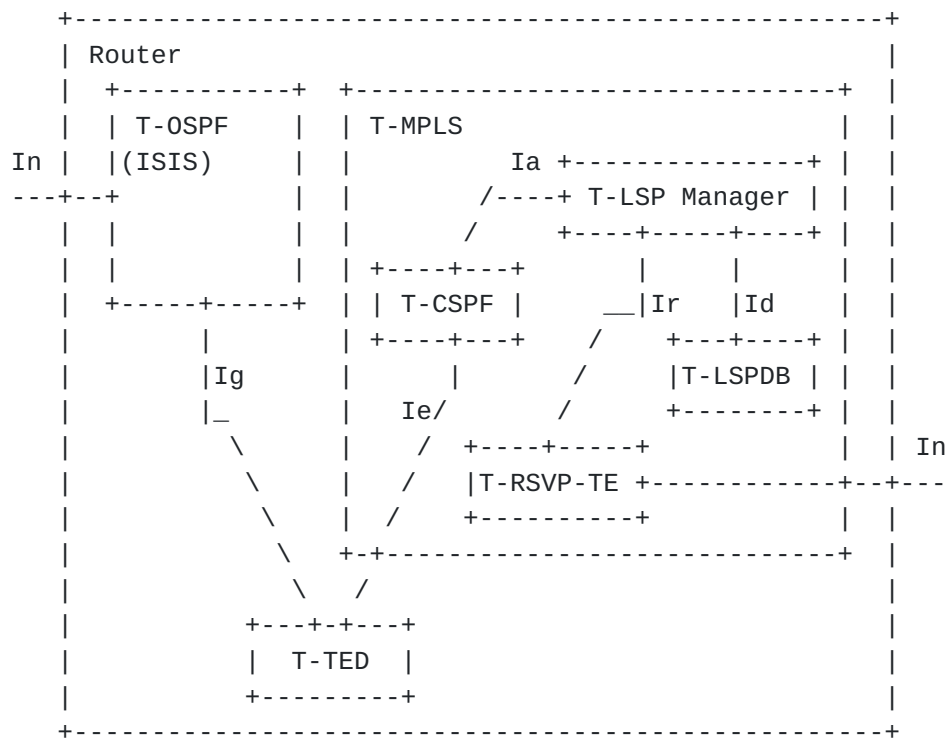 Router
T-OSPF T-MPLS
In (ISIS) Ia
T-LSP Manager
T-CSPF Ir Id
Ig T-LSPDB
Ie
In
T-RSVP-TE
T-TED